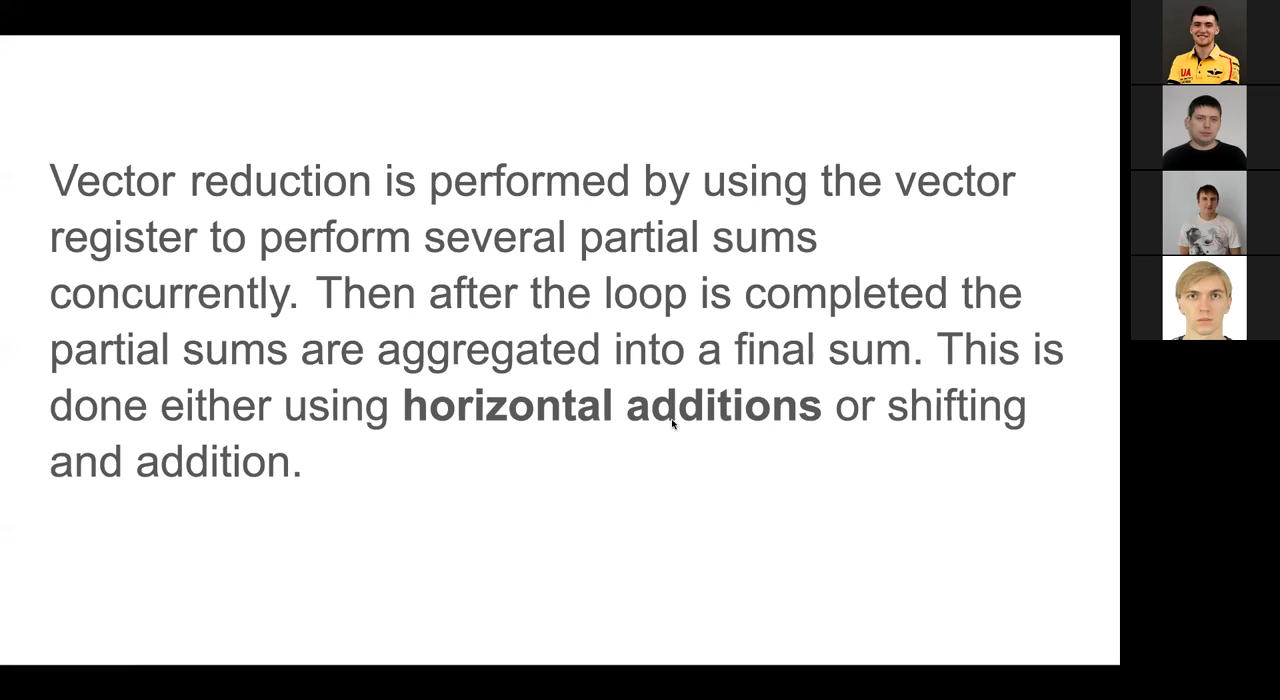 Vector reduction is performed by using the vector
register to perform several partial sums
concurrently. Then after the loop is completed the
partial sums are aggregated into a final sum. This is
done either using horizontal additions or shifting
and addition.
UA